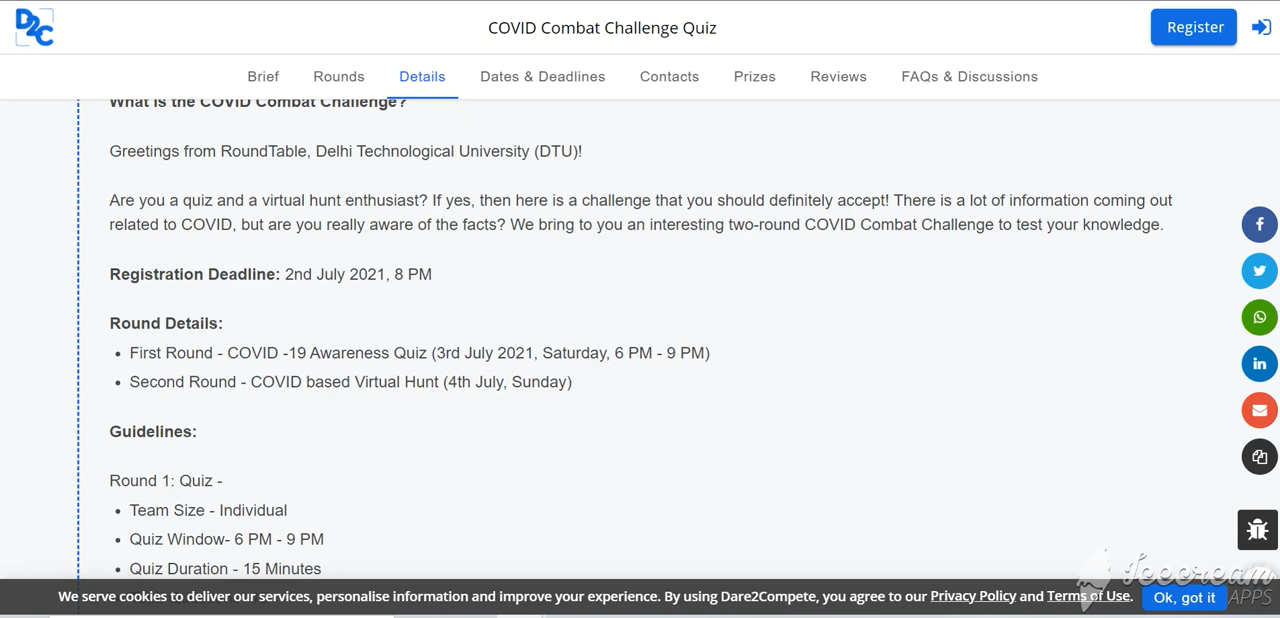 D2C
COVID Combat Challenge Quiz
Register
Brief
Rounds
Details
Dates & Deadlines
Contacts
Prizes
Reviews
FAQs & Discussions
What is the COVID Combat Challenge?
Greetings from RoundTable, Delhi Technological University (DTU)!
Are you a quiz and a virtual hunt enthusiast? If yes, then here is a challenge that you should definitely accept! There is a lot of information coming out
related to COVID, but are you really aware of the facts? We bring to you an interesting two-round COVID Combat Challenge to test your knowledge.
Registration Deadline: 2nd July 2021, 8 PM
Round Details:
• First Round - COVID -19 Awareness Quiz (3rd July 2021, Saturday, 6 PM - 9 PM)
• Second Round - COVID based Virtual Hunt (4th July, Sunday)
Guidelines:
Round 1: Quiz -
• Team Size - Individual
• Quiz Window- 6 PM - 9 PM
• Quiz Duration - 15 Minutes
We serve cookies to deliver our services, personalise information and improve your experience. By using Dare2Compete, you agree to our Privacy Policy and Terms of Use.
Ok, got it
Icecream
APPS